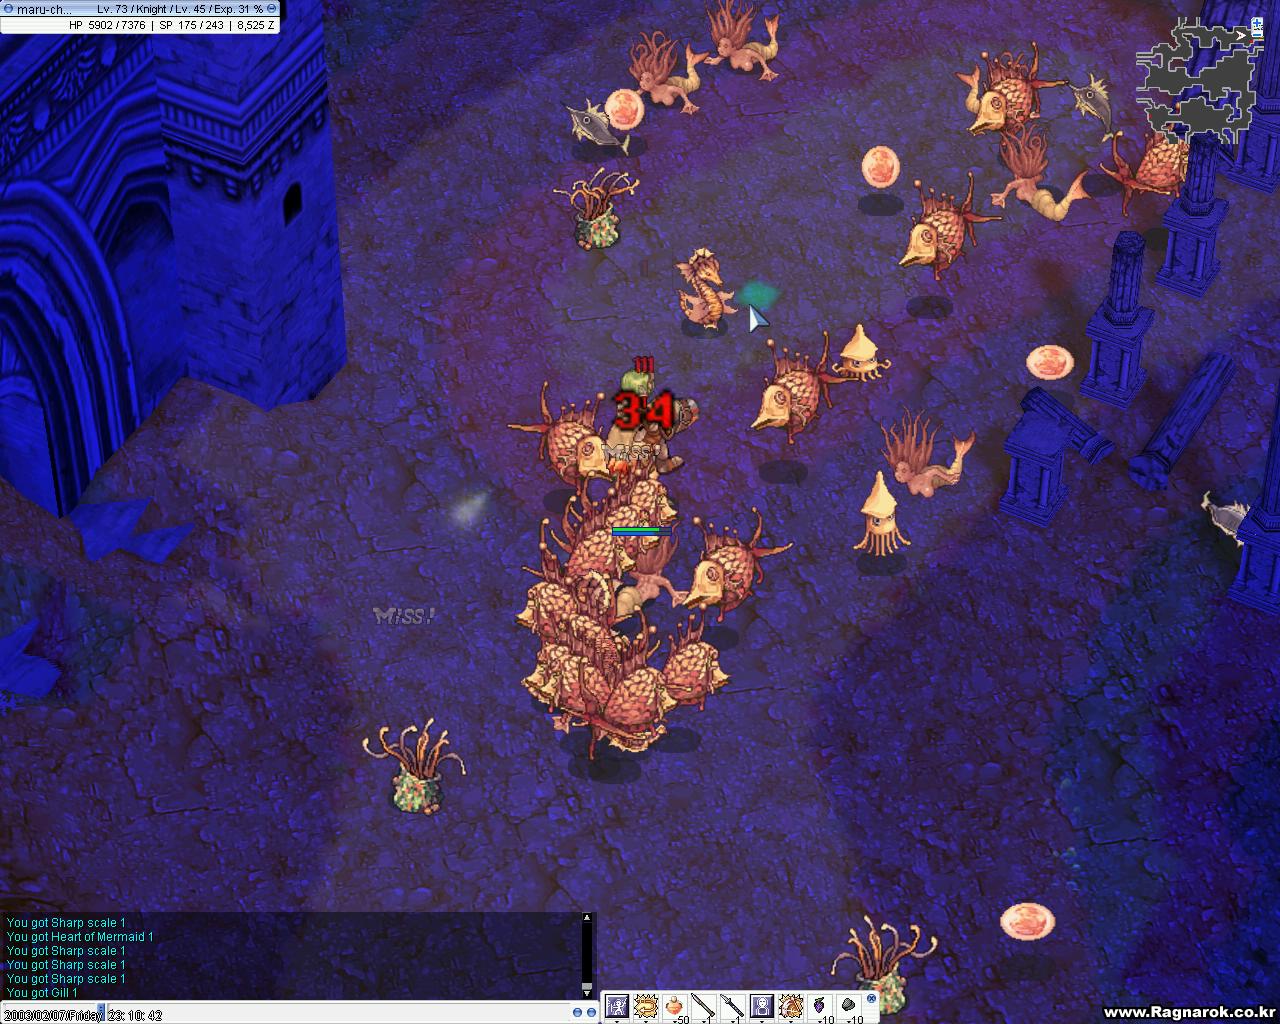 maru-ch... Lv. 73 / Knight / Lv. 45 / Exp. 31 %
HP 5902 / 7376 | SP 175 / 243 | 8,525 Z
34
Miss!
Miss!
You got Sharp scale 1
You got Heart of Mermaid 1
You got Sharp scale 1
You got Sharp scale 1
You got Sharp scale 1
You got Gill 1
2003/02/07/Friday 23: 10: 42
50
1
1
10
10
www.Ragnarok.co.kr